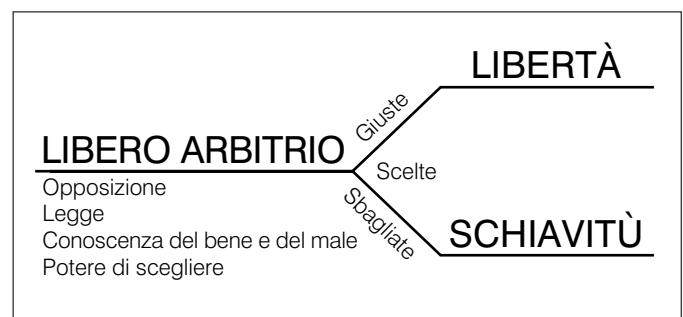 LIBERTÀ
Giuste
LIBERO ARBITRIO
Scelte
Opposizione
Legge
Conoscenza del bene e del male
Potere di scegliere
Sbagliate
SCHIAVITÙ